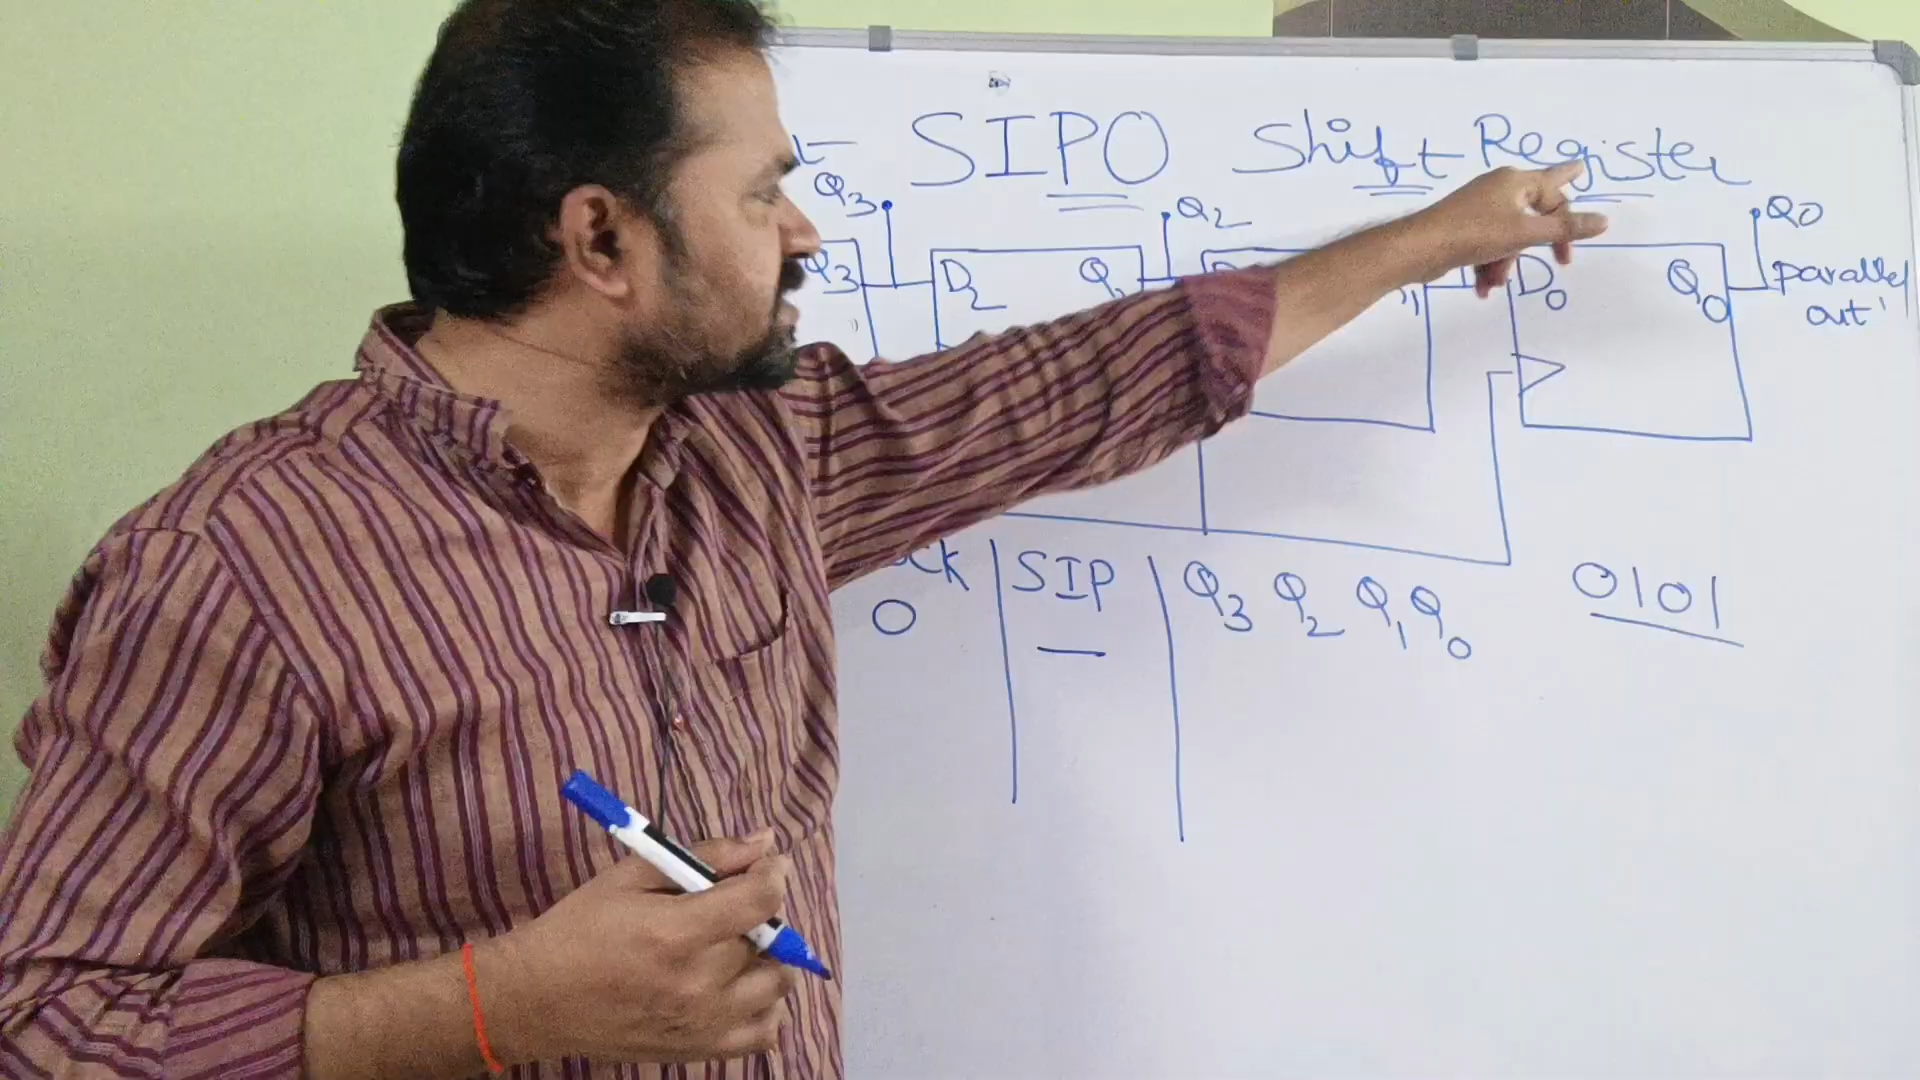 SIPO Shift Register
Q3 Q2 Q0
Q3 D2 Q D0 Q0 parallel
out
ck SIP Q3 Q2 Q1 Q0 0101
0 —